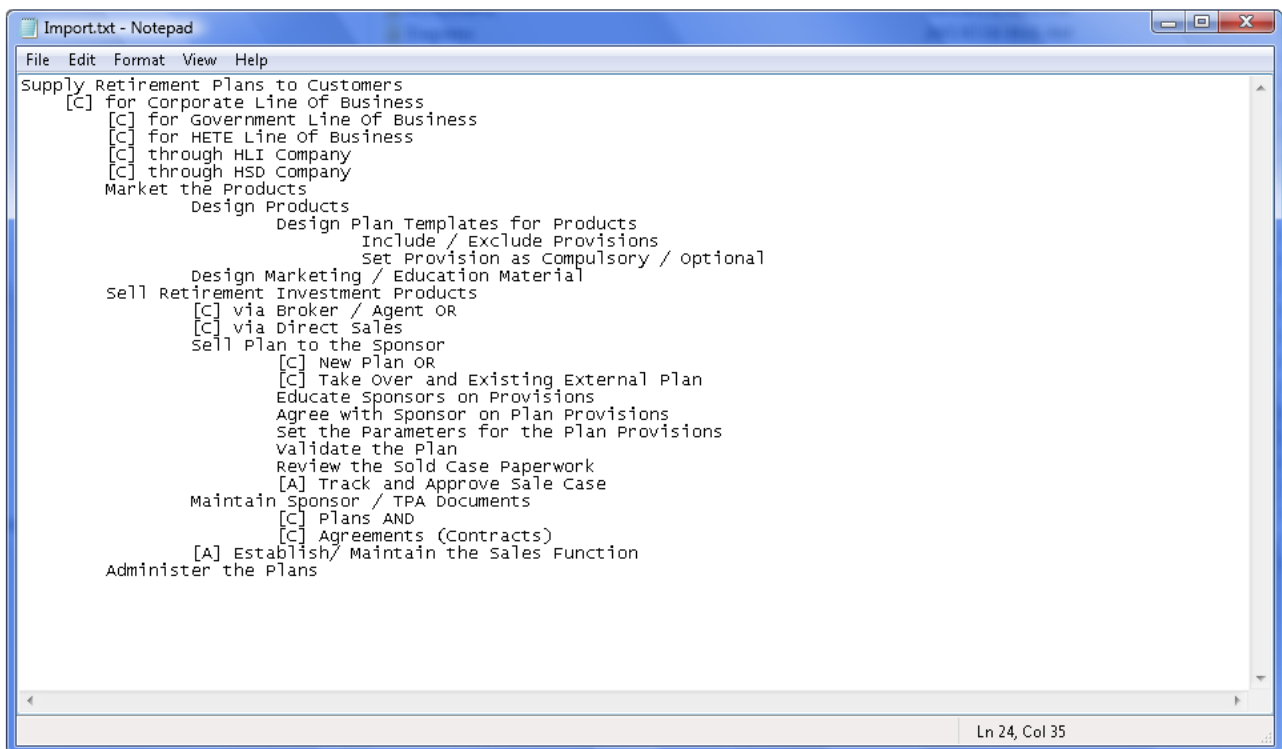 Import.txt - Notepad
File Edit Format View Help
Supply Retirement Plans to Customers
[C] for Corporate Line Of Business
[C] for Government Line of Business
[C] for HETE Line Of Business
[C] through HLI Company
[C] through HSD Company
Market the Products
Design Products
Design Plan Templates for Products
Include / Exclude Provisions
Set Provision as Compulsory / Optional
Design Marketing / Education Material
Sell Retirement Investment Products
[C] via Broker / Agent OR
[C] via Direct Sales
Sell Plan to the Sponsor
[C] New Plan OR
[C] Take Over and Existing External Plan
Educate Sponsors on Provisions
Agree with Sponsor on Plan Provisions
Set the Parameters for the Plan Provisions
Validate the Plan
Review the Sold Case Paperwork
[A] Track and Approve Sale Case
Maintain Sponsor / TPA Documents
[C] Plans AND
[C] Agreements (Contracts)
[A] Establish/ Maintain the Sales Function
Administer the Plans
Ln 24, Col 35